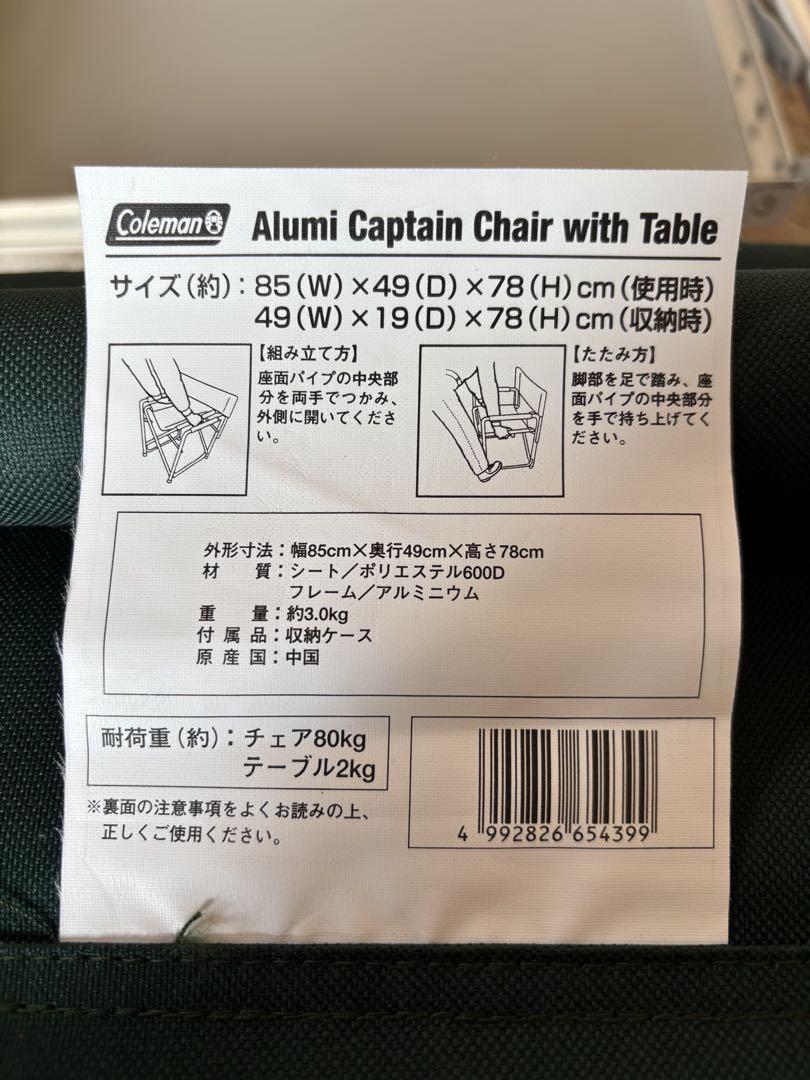 Coleman Alumi Captain Chair with Table
サイズ(約):85(W)×49(D)×78(H)cm(使用時)
49(W)×19(D)×78(H)cm(収納時)
【組み立て方】
座面パイプの中央部
分を両手でつかみ、
外側に開いてくださ
い。
【たたみ方】
脚部を足で踏み、座
面パイプの中央部分
を手で持ち上げてく
ださい。
外形寸法:幅85cm×奥行49cm×高さ78cm
材 質:シート/ポリエステル600D
フレーム/アルミニウム
重 量:約3.0kg
付属品:収納ケース
原産国:中国
耐荷重(約):チェア80kg
テーブル2kg
※裏面の注意事項をよくお読みの上、
正しくご使用ください。
4 992826 654399